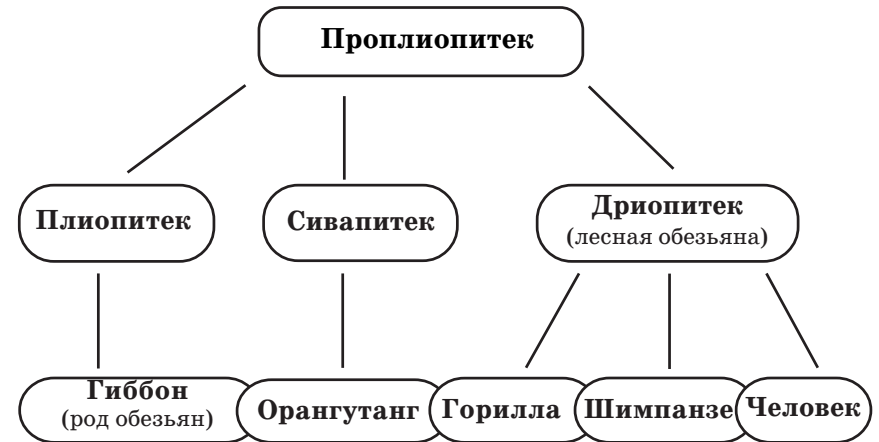 Проплиопитек
Плиопитек
Сивапитек
Дриопитек
(лесная обезьяна)
Гиббон
(род обезьян)
Орангутанг
Горилла
Шимпанзе
Человек